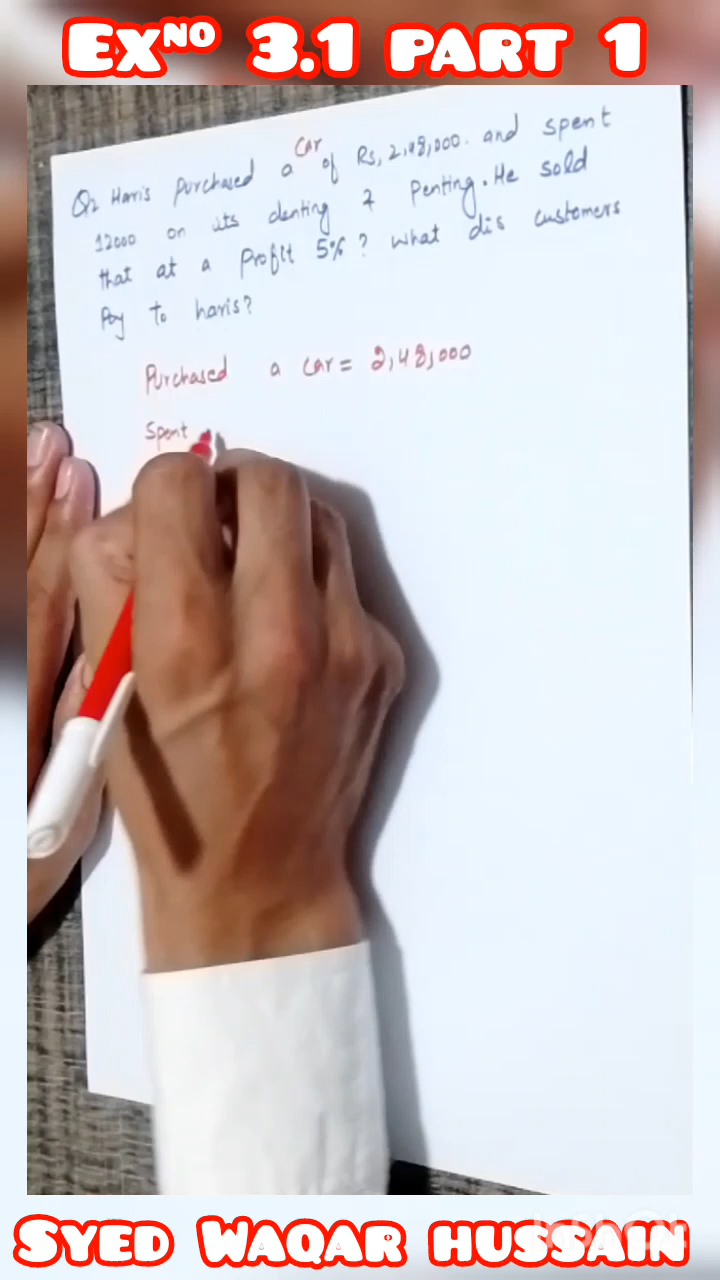 Exno 3.1 part 1
Q2 Haris purchased a car of Rs, 2,48,000. and spent
12000 on its denting & Penting. He sold
that at a Profit 5%? what dis customers
Pay to haris?
Purchased a car = 2,48,000
Spent
Syed Waqar hussain